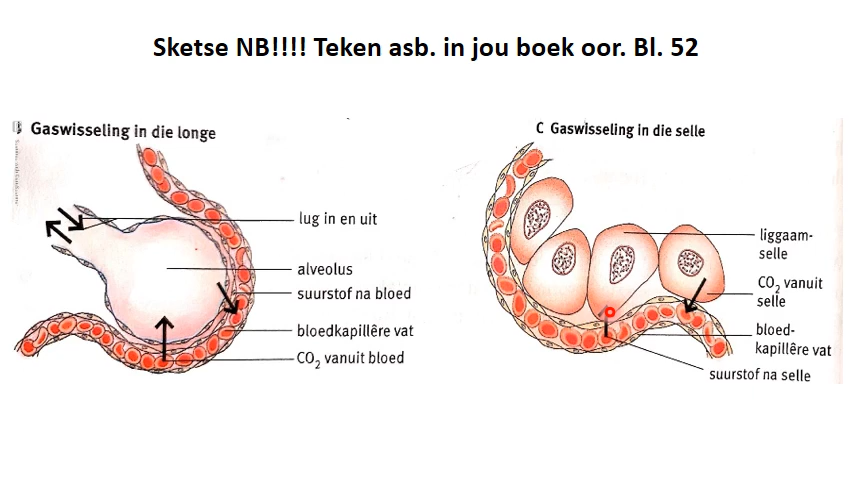 Sketse NB!!!! Teken asb. in jou boek oor. Bl. 52
Gaswisseling in die longe
lug in en uit
alveolus
suurstof na bloed
bloedkapillêre vat
CO₂ vanuit bloed
C Gaswisseling in die selle
liggaam-
selle
CO₂ vanuit
selle
bloed-
kapillêre vat
suurstof na selle